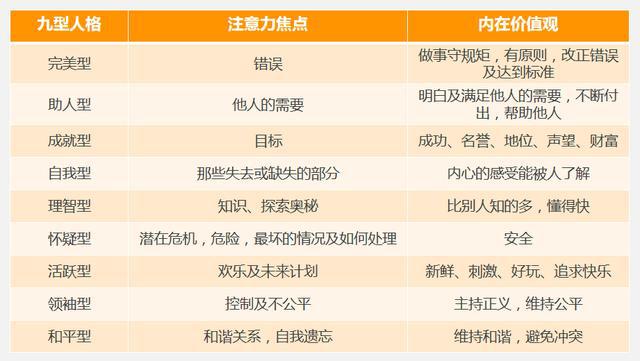 九型人格 注意力焦点 内在价值观
完美型 错误 做事守规矩，有原则，改正错误
及达到标准
助人型 他人的需要 明白及满足他人的需要，不断付
出，帮助他人
成就型 目标 成功、名誉、地位、声望、财富
自我型 那些失去或缺失的部分 内心的感受能被人了解
理智型 知识、探索奥秘 比别人知的多，懂得快
怀疑型 潜在危机，危险，最坏的情况及如何处理 安全
活跃型 欢乐及未来计划 新鲜、刺激、好玩、追求快乐
领袖型 控制及不公平 主持正义，维持公平
和平型 和谐关系，自我遗忘 维持和谐，避免冲突